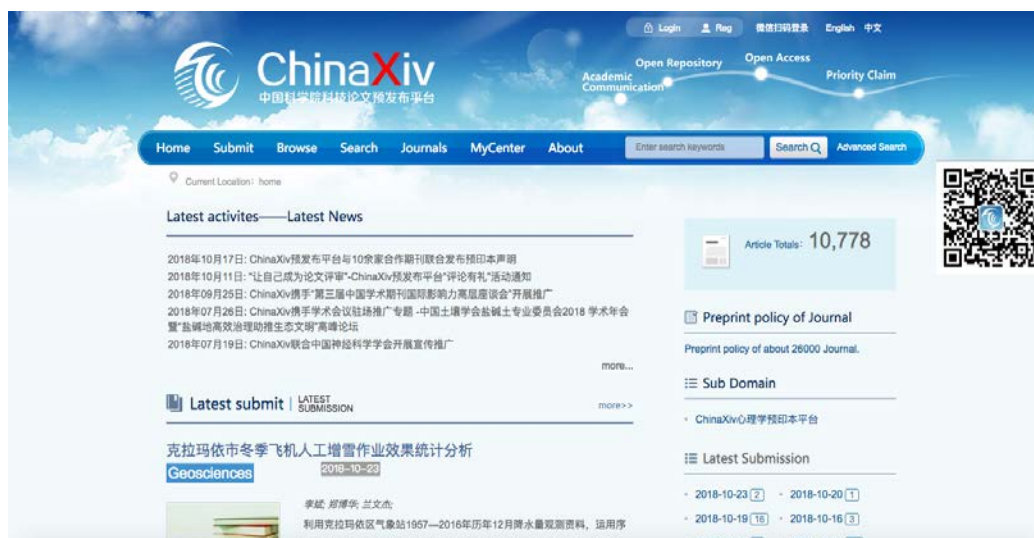 Login Reg 微信扫码登录 English 中文
ChinaXiv
中国科学院科技论文预发布平台
Academic Communication
Open Repository
Open Access
Priority Claim
Home Submit Browse Search Journals MyCenter About Enter search keywords Search Advanced Search
Current Location: home
Latest activites——Latest News
2018年10月17日: ChinaXiv预发布平台与10余家合作期刊联合发布预印本声明
2018年10月11日: "让自己成为论文评审"-ChinaXiv预发布平台"评论有礼"活动通知
2018年09月25日: ChinaXiv携手"第三届中国学术期刊国际影响力高层座谈会"开展推广
2018年07月26日: ChinaXiv携手学术会议驻场推广专题 -中国土壤学会盐碱土专业委员会2018 学术年会
暨"盐碱地高效治理助推生态文明"高峰论坛
2018年07月19日: ChinaXiv联合中国神经科学学会开展宣传推广
more...
Latest submit | LATEST SUBMISSION more>>
克拉玛依市冬季飞机人工增雪作业效果统计分析
Geosciences 2018-10-23
李斌; 郑博华; 兰文杰;
利用克拉玛依区气象站1957—2016年历年12月降水量观测资料，运用序
Article Totals: 10,778
Preprint policy of Journal
Preprint policy of about 26000 Journal.
Sub Domain
ChinaXiv心理学预印本平台
Latest Submission
2018-10-23 2 2018-10-20 1
2018-10-19 16 2018-10-16 3